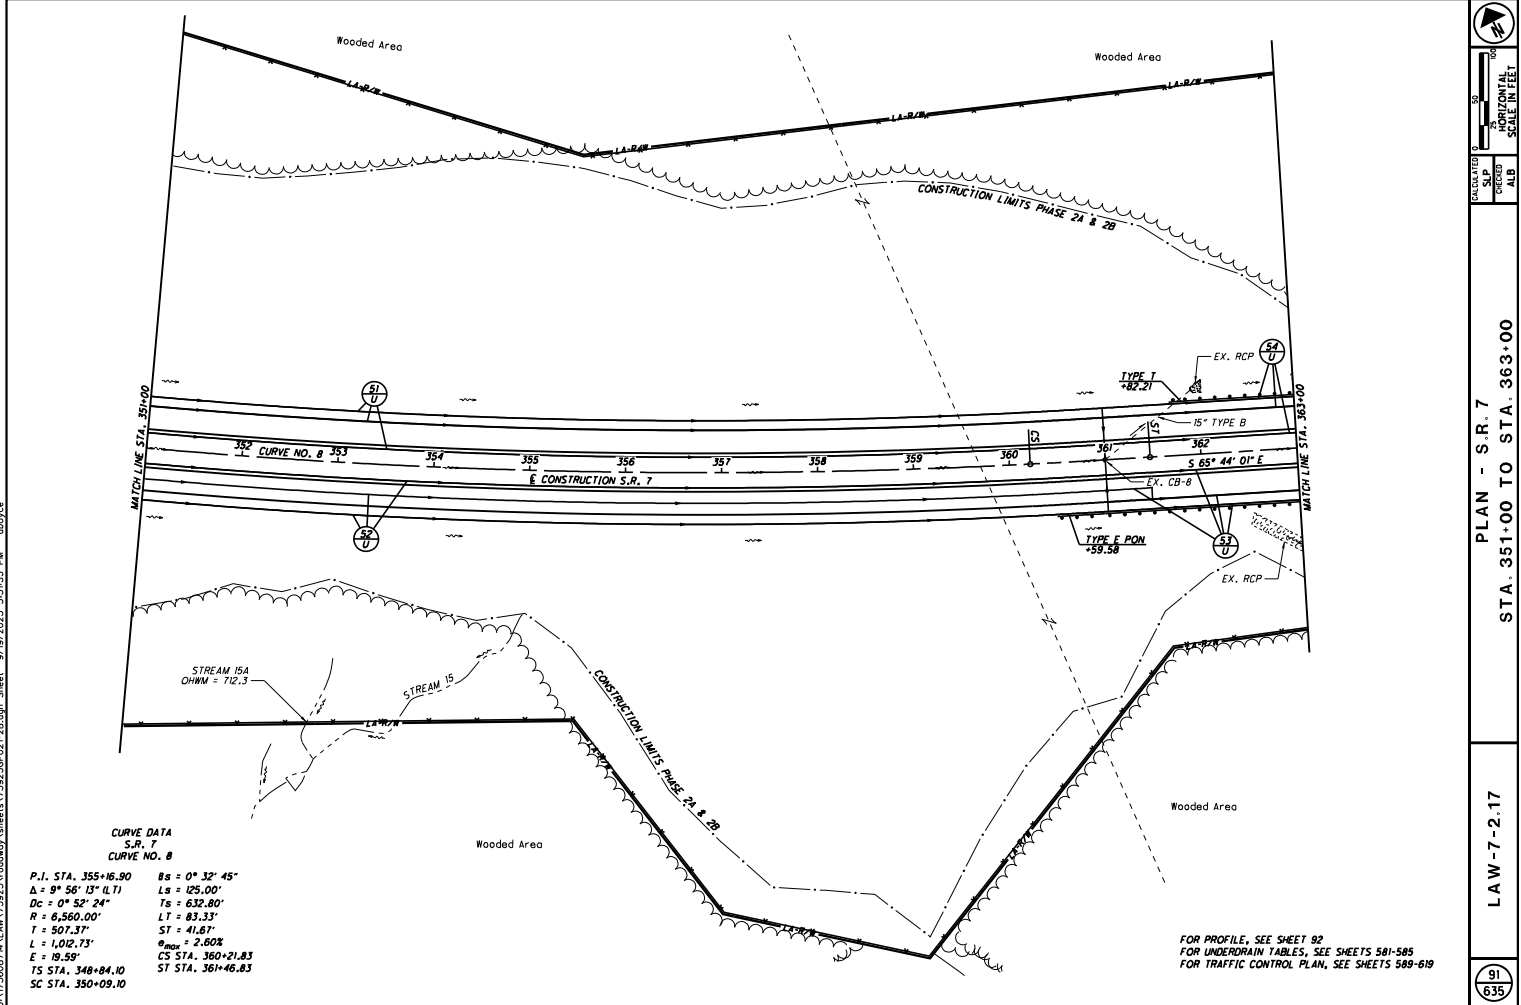 Wooded Area
Wooded Area
LA-R/W
LA-R/W
LA-R/W
LA-R/W
CONSTRUCTION LIMITS PHASE 2A & 2B
MATCH LINE STA. 351+00
MATCH LINE STA. 363+00
51
U
54
U
EX. RCP
TYPE T
+82.21
15" TYPE B
CS
ST
352
353
354
355
356
357
358
359
360
361
362
CURVE NO. 8
℄ CONSTRUCTION S.R. 7
S 65° 44' 01" E
EX. CB-8
52
U
53
U
TYPE E PON
+59.58
EX. RCP
STREAM 15A
OHWM = 712.3
STREAM 15
LA-R/W
LA-R/W
LA-R/W
LA-R/W
LA-R/W
CONSTRUCTION LIMITS PHASE 2A & 2B
Wooded Area
Wooded Area
CURVE DATA
S.R. 7
CURVE NO. 8
P.I. STA. 355+16.90
Δ = 9° 56' 13" (LT)
Dc = 0° 52' 24"
R = 6,560.00'
T = 507.37'
L = 1,012.73'
E = 19.59'
TS STA. 348+84.10
SC STA. 350+09.10
θs = 0° 32' 45"
Ls = 125.00'
Ts = 632.80'
LT = 83.33'
ST = 41.67'
emax = 2.60%
CS STA. 360+21.83
ST STA. 361+46.83
FOR PROFILE, SEE SHEET 92
FOR UNDERDRAIN TABLES, SEE SHEETS 581-585
FOR TRAFFIC CONTROL PLAN, SEE SHEETS 589-619
N
0
25
50
100
HORIZONTAL
SCALE IN FEET
CALCULATED
SLP
CHECKED
ALB
PLAN - S.R. 7
STA. 351+00 TO STA. 363+00
LAW-7-2.17
91
635